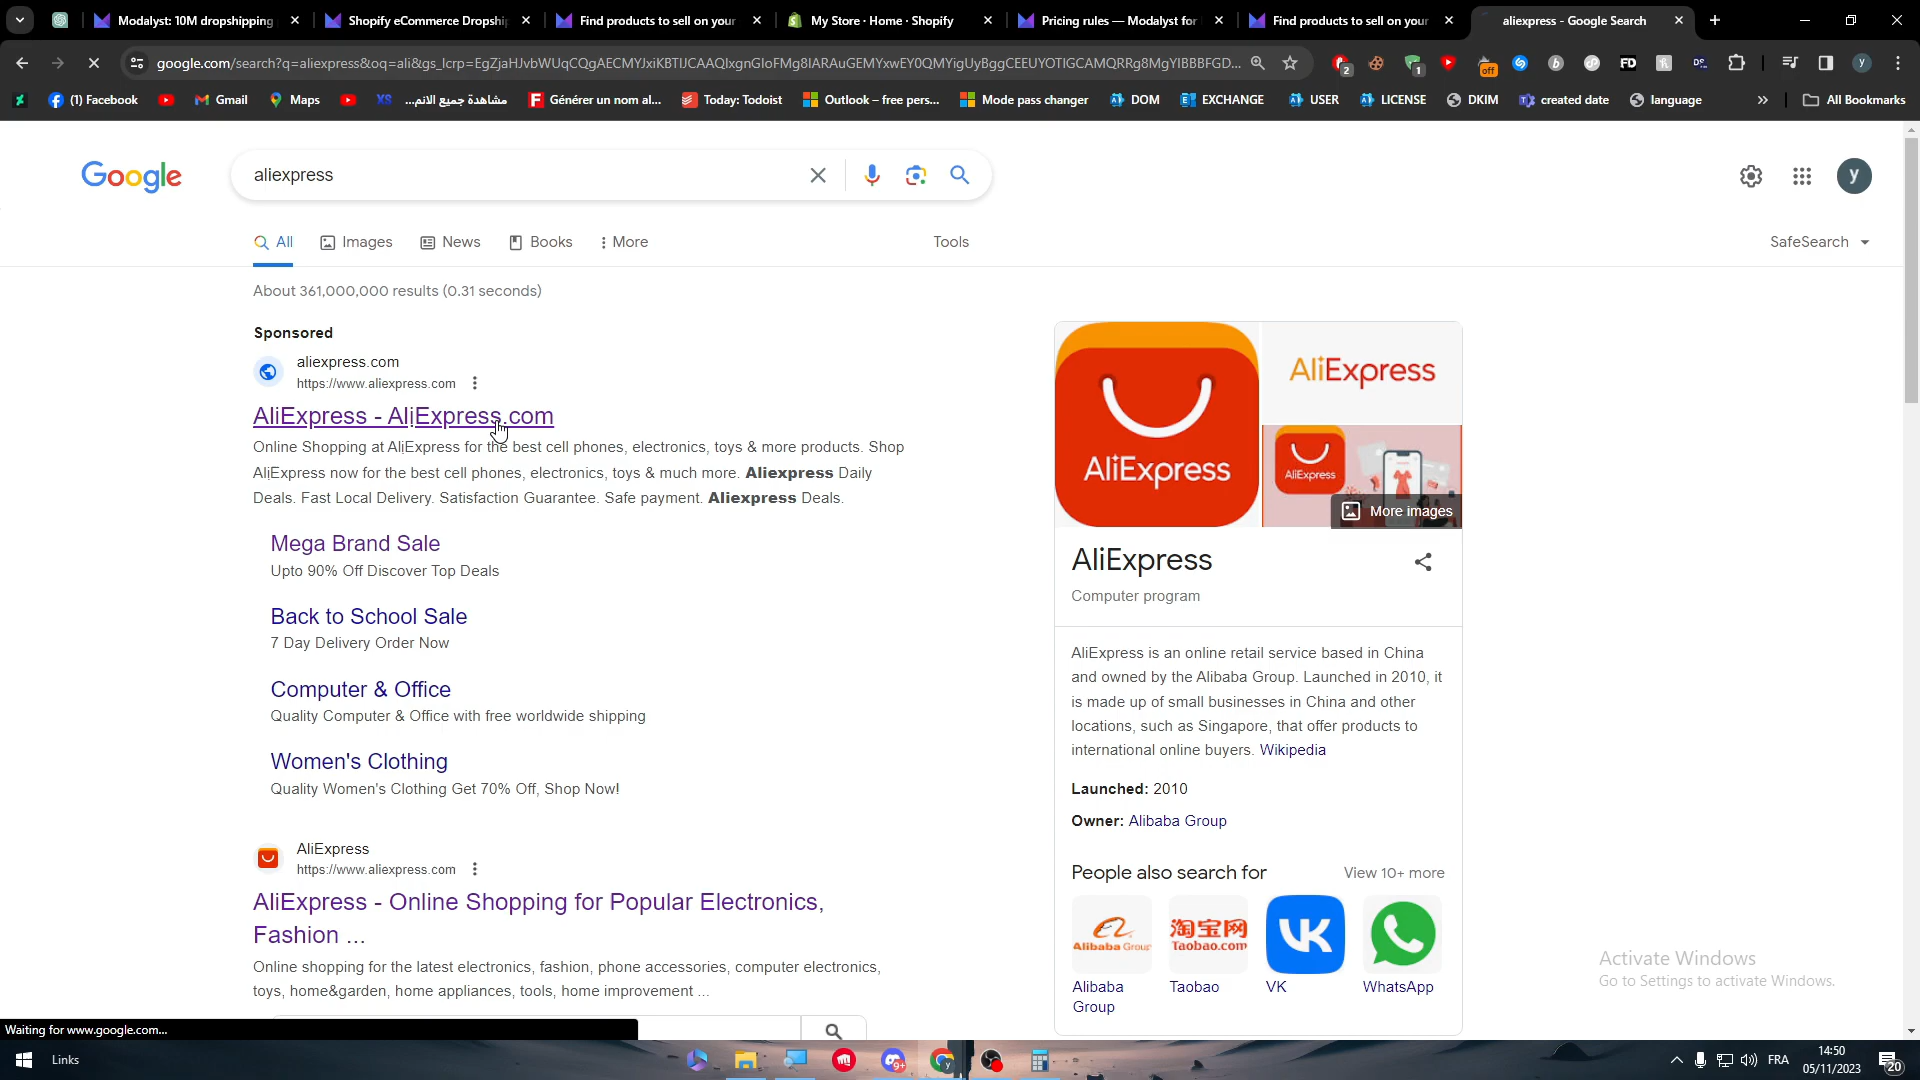 Modalyst: 10M dropshipping
Shopify eCommerce Dropship
Find products to sell on your
My Store · Home · Shopify
Pricing rules — Modalyst for
Find products to sell on your
aliexpress - Google Search
google.com/search?q=aliexpress&oq=ali&gs_lcrp=
(1) Facebook
Gmail
Maps
مشاهدة جميع الانم...
Générer un nom al...
Today: Todoist
Outlook – free pers...
Mode pass changer
DOM
EXCHANGE
USER
LICENSE
DKIM
created date
language
All Bookmarks
Google
aliexpress
y
All
Images
News
Books
More
Tools
SafeSearch
About 361,000,000 results (0.31 seconds)
Sponsored
aliexpress.com
https://www.aliexpress.com
AliExpress - AliExpress.com
Online Shopping at AliExpress for the best cell phones, electronics, toys & more products. Shop
AliExpress now for the best cell phones, electronics, toys & much more. Aliexpress Daily
Deals. Fast Local Delivery. Satisfaction Guarantee. Safe payment. Aliexpress Deals.
Mega Brand Sale
Upto 90% Off Discover Top Deals
Back to School Sale
7 Day Delivery Order Now
Computer & Office
Quality Computer & Office with free worldwide shipping
Women's Clothing
Quality Women's Clothing Get 70% Off, Shop Now!
AliExpress
https://www.aliexpress.com
AliExpress - Online Shopping for Popular Electronics,
Fashion ...
Online shopping for the latest electronics, fashion, phone accessories, computer electronics,
toys, home&garden, home appliances, tools, home improvement ...
AliExpress
AliExpress
AliExpress
More images
AliExpress
Computer program
AliExpress is an online retail service based in China
and owned by the Alibaba Group. Launched in 2010, it
is made up of small businesses in China and other
locations, such as Singapore, that offer products to
international online buyers. Wikipedia
Launched: 2010
Owner: Alibaba Group
People also search for
View 10+ more
Alibaba Group
淘宝网
Taobao.com
Alibaba
Group
Taobao
VK
WhatsApp
Activate Windows
Go to Settings to activate Windows.
Waiting for www.google.com...
Links
FRA
14:50
05/11/2023
20